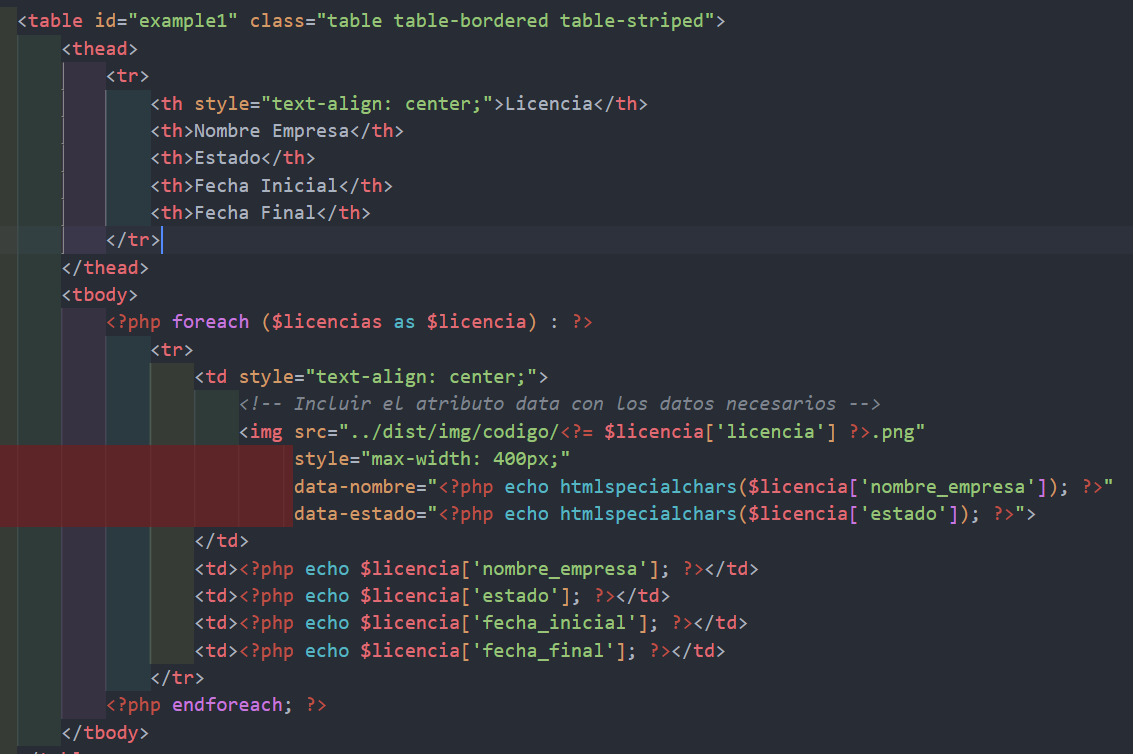 <table id="example1" class="table table-bordered table-striped">
<thead>
<tr>
<th style="text-align: center;">Licencia</th>
<th>Nombre Empresa</th>
<th>Estado</th>
<th>Fecha Inicial</th>
<th>Fecha Final</th>
</tr>
</thead>
<tbody>
<?php foreach ($licencias as $licencia) : ?>
<tr>
<td style="text-align: center;">
<!-- Incluir el atributo data con los datos necesarios -->
<img src="../dist/img/codigo/<?= $licencia['licencia'] ?>.png"
style="max-width: 400px;"
data-nombre="<?php echo htmlspecialchars($licencia['nombre_empresa']); ?>"
data-estado="<?php echo htmlspecialchars($licencia['estado']); ?>">
</td>
<td><?php echo $licencia['nombre_empresa']; ?></td>
<td><?php echo $licencia['estado']; ?></td>
<td><?php echo $licencia['fecha_inicial']; ?></td>
<td><?php echo $licencia['fecha_final']; ?></td>
</tr>
<?php endforeach; ?>
</tbody>